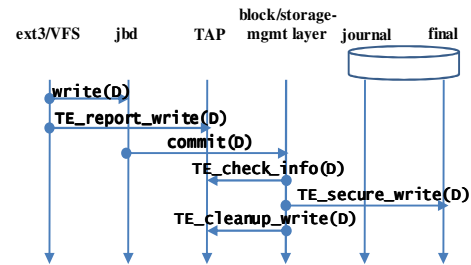 block/storage-
ext3/VFS jbd TAP mgmt layer journal final
write(D)
TE_report_write(D)
commit(D)
TE_check_info(D)
TE_secure_write(D)
TE_cleanup_write(D)